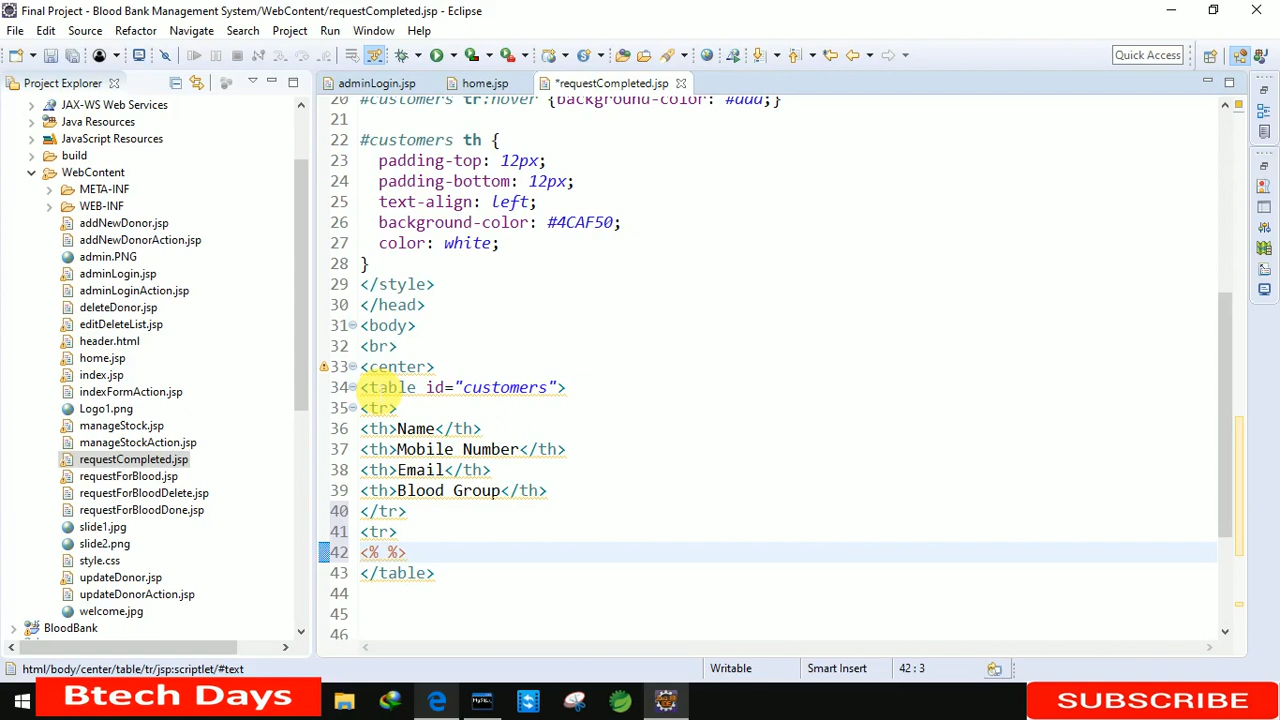 Final Project - Blood Bank Management System/WebContent/requestCompleted.jsp - Eclipse
File Edit Source Refactor Navigate Search Project Run Window Help
Quick Access
Project Explorer
adminLogin.jsp home.jsp *requestCompleted.jsp
JAX-WS Web Services
Java Resources
JavaScript Resources
build
WebContent
META-INF
WEB-INF
addNewDonor.jsp
addNewDonorAction.jsp
admin.PNG
adminLogin.jsp
adminLoginAction.jsp
deleteDonor.jsp
editDeleteList.jsp
header.html
home.jsp
index.jsp
indexFormAction.jsp
Logo1.png
manageStock.jsp
manageStockAction.jsp
requestCompleted.jsp
requestForBlood.jsp
requestForBloodDelete.jsp
requestForBloodDone.jsp
slide1.jpg
slide2.png
style.css
updateDonor.jsp
updateDonorAction.jsp
welcome.jpg
BloodBank
20 #customers tr:hover {background-color: #ddd;}
21
22 #customers th {
23 padding-top: 12px;
24 padding-bottom: 12px;
25 text-align: left;
26 background-color: #4CAF50;
27 color: white;
28 }
29 </style>
30 </head>
31 <body>
32 <br>
33 <center>
34 <table id="customers">
35 <tr>
36 <th>Name</th>
37 <th>Mobile Number</th>
38 <th>Email</th>
39 <th>Blood Group</th>
40 </tr>
41 <tr>
42 <% %>
43 </table>
44
45
46
html/body/center/table/tr/jsp:scriptlet/#text
Writable Smart Insert 42 : 3
Btech Days
SUBSCRIBE